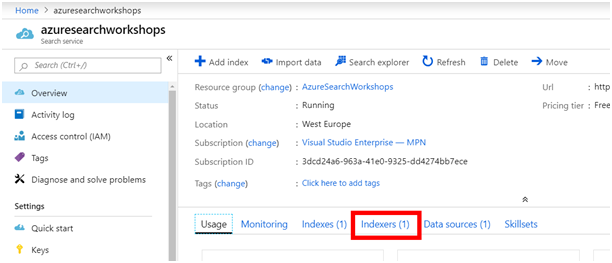 Home > azuresearchworkshops
azuresearchworkshops
Search service
Search (Ctrl+/)
Overview
Activity log
Access control (IAM)
Tags
Diagnose and solve problems
Settings
Quick start
Keys
Add index Import data Search explorer Refresh Delete Move
Resource group (change) : AzureSearchWorkshops
Status : Running
Location : West Europe
Subscription (change) : Visual Studio Enterprise — MPN
Subscription ID : 3dcd24a6-963a-41e0-9325-dd4274bb7ece
Tags (change) : Click here to add tags
Url : http
Pricing tier : Free
Usage Monitoring Indexes (1) Indexers (1) Data sources (1) Skillsets